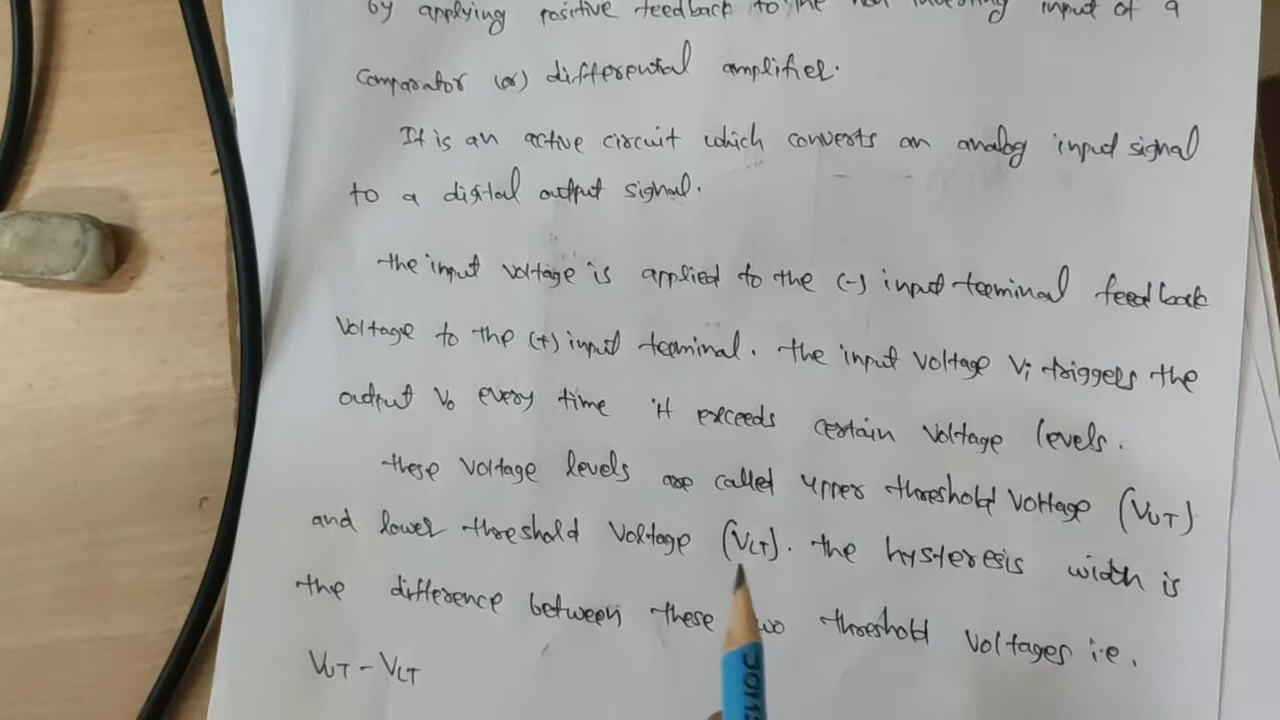 by applying positive feedback to the non inverting input of a
Comparator (or) differential amplifier.
It is an active circuit which converts an analog input signal
to a digital output signal.
the input voltage is applied to the (-) input terminal feedback
voltage to the (+) input terminal. the input voltage Vi triggers the
output Vo every time it exceeds certain voltage levels.
these voltage levels are called upper threshold voltage (VUT)
and lower threshold voltage (VLT). the hysteresis width is
the difference between these two threshold voltages i.e.
VUT - VLT